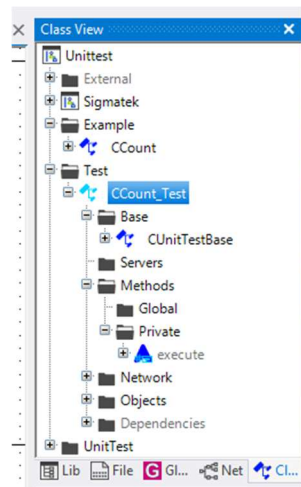 Class View
Unittest
External
Sigmatek
Example
CCount
Test
CCount_Test
Base
CUnitTestBase
Servers
Methods
Global
Private
execute
Network
Objects
Dependencies
UnitTest
Lib File Gl... Net Cl...